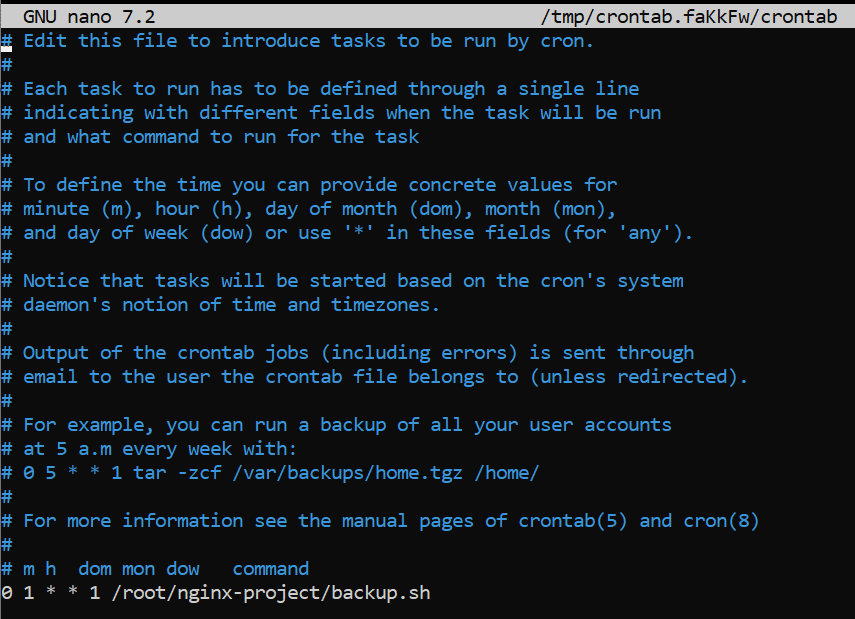 GNU nano 7.2 /tmp/crontab.faKkFw/crontab
# Edit this file to introduce tasks to be run by cron.
#
# Each task to run has to be defined through a single line
# indicating with different fields when the task will be run
# and what command to run for the task
#
# To define the time you can provide concrete values for
# minute (m), hour (h), day of month (dom), month (mon),
# and day of week (dow) or use '*' in these fields (for 'any').
#
# Notice that tasks will be started based on the cron's system
# daemon's notion of time and timezones.
#
# Output of the crontab jobs (including errors) is sent through
# email to the user the crontab file belongs to (unless redirected).
#
# For example, you can run a backup of all your user accounts
# at 5 a.m every week with:
# 0 5 * * 1 tar -zcf /var/backups/home.tgz /home/
#
# For more information see the manual pages of crontab(5) and cron(8)
#
# m h  dom mon dow   command
0 1 * * 1 /root/nginx-project/backup.sh